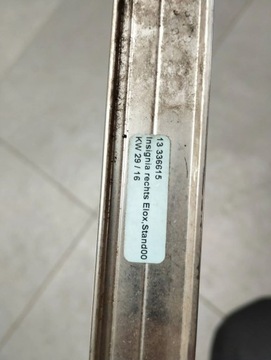 13 336615
Insignia rechts Elox,Stand00
KW 29 / 16